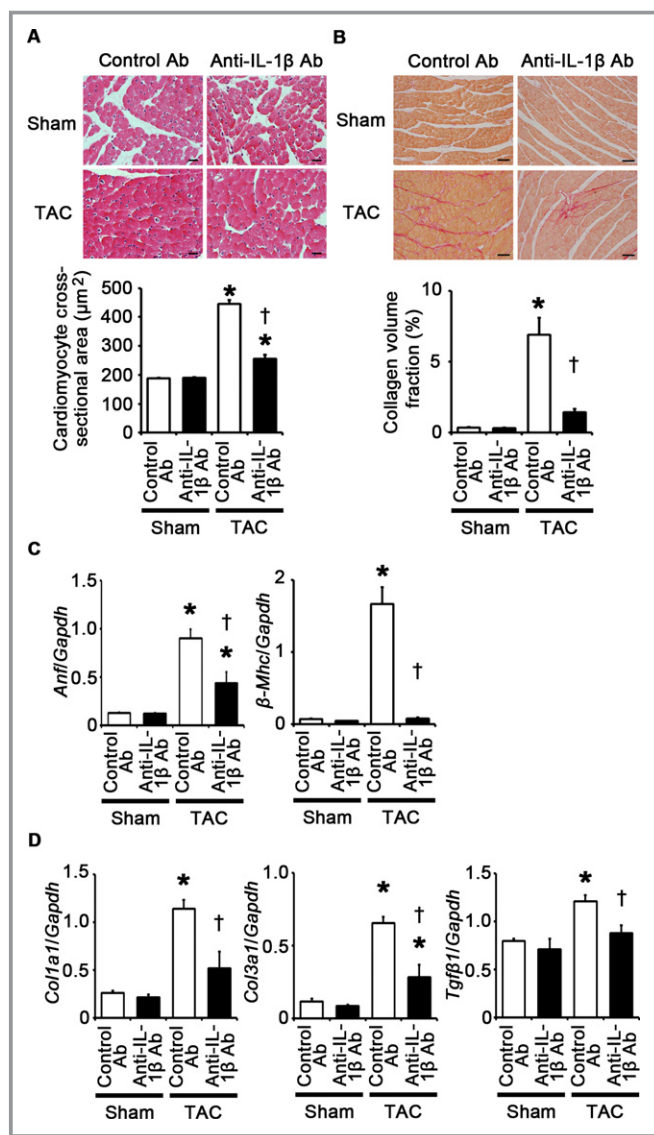 A
Control Ab Anti-IL-1β Ab
Sham
TAC
Cardiomyocyte cross-
sectional area (µm2)
500
400
300
200
100
0
*
†
*
Control
Ab
Anti-IL-
1β Ab
Control
Ab
Anti-IL-
1β Ab
Sham TAC
B
Control Ab Anti-IL-1β Ab
Sham
TAC
Collagen volume
fraction (%)
10
5
0
*
†
Control
Ab
Anti-IL-
1β Ab
Control
Ab
Anti-IL-
1β Ab
Sham TAC
C
Anf/Gapdh
1.5
1.0
0.5
0
*
†
*
Control
Ab
Anti-IL-
1β Ab
Control
Ab
Anti-IL-
1β Ab
Sham TAC
β-Mhc/Gapdh
2
1
0
*
†
Control
Ab
Anti-IL-
1β Ab
Control
Ab
Anti-IL-
1β Ab
Sham TAC
D
Col1a1/Gapdh
1.5
1.0
0.5
0
*
†
Control
Ab
Anti-IL-
1β Ab
Control
Ab
Anti-IL-
1β Ab
Sham TAC
Col3a1/Gapdh
1.0
0.5
0
*
†
*
Control
Ab
Anti-IL-
1β Ab
Control
Ab
Anti-IL-
1β Ab
Sham TAC
Tgfβ1/Gapdh
1.5
1.0
0.5
0
*
†
Control
Ab
Anti-IL-
1β Ab
Control
Ab
Anti-IL-
1β Ab
Sham TAC